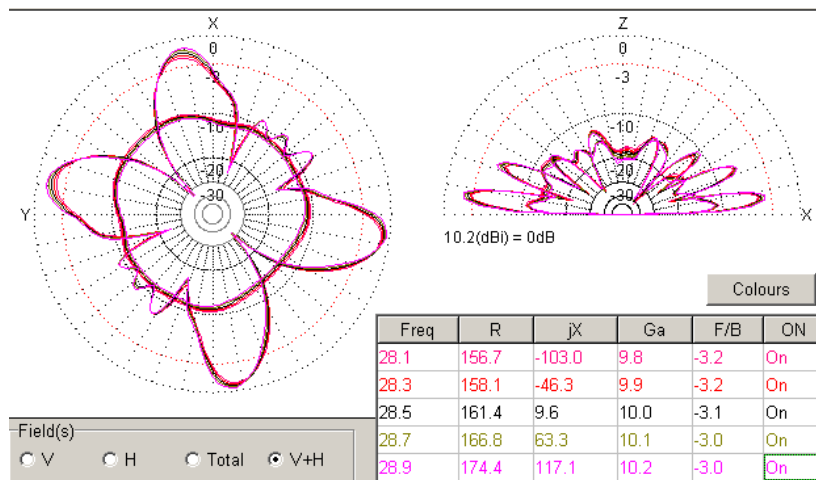 X
0
-3
-10
-20
-30
Y
Z
0
-3
-10
-20
-30
X
10.2(dBi) = 0dB
Colours
Freq R jX Ga F/B ON
28.1 156.7 -103.0 9.8 -3.2 On
28.3 158.1 -46.3 9.9 -3.2 On
28.5 161.4 9.6 10.0 -3.1 On
28.7 166.8 63.3 10.1 -3.0 On
28.9 174.4 117.1 10.2 -3.0 On
Field(s)
V H Total V+H